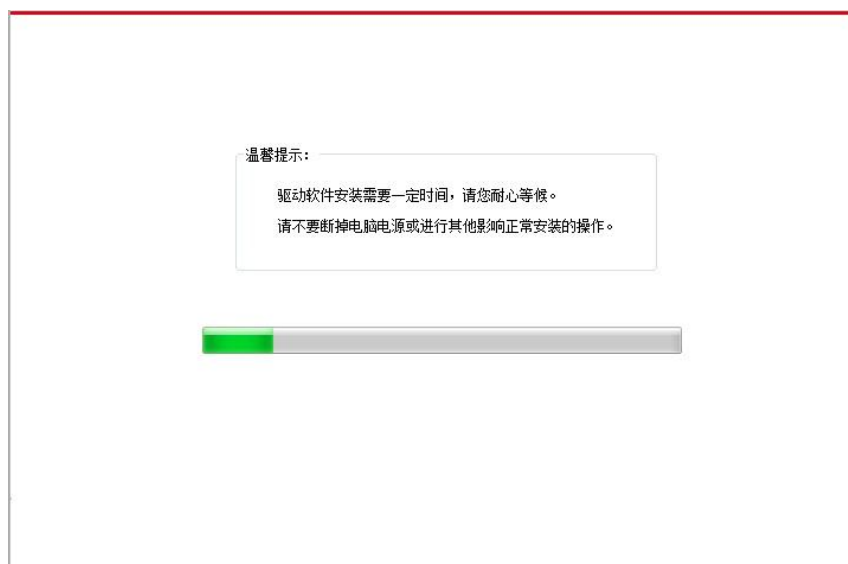 温馨提示：
驱动软件安装需要一定时间，请您耐心等候。
请不要断掉电脑电源或进行其他影响正常安装的操作。